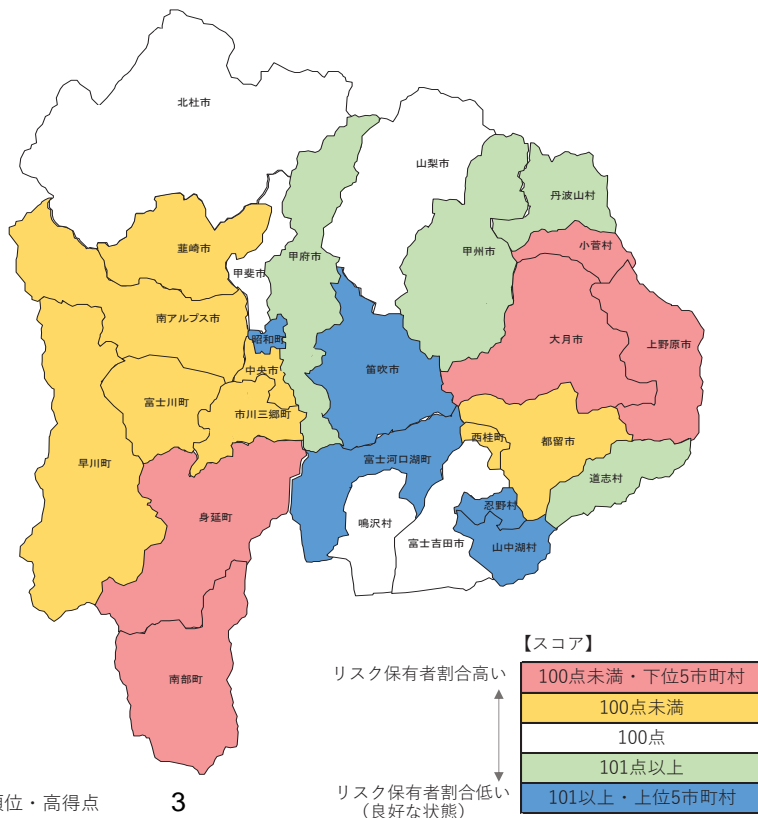 北杜市
山梨市
丹波山村
韮崎市
甲斐市
甲府市
甲州市
小菅村
南アルプス市
昭和町
大月市
上野原市
中央市
笛吹市
富士川町
市川三郷町
西桂町
都留市
早川町
富士河口湖町
道志村
身延町
鳴沢村
忍野村
富士吉田市
山中湖村
南部町
【スコア】
リスク保有者割合高い
100点未満・下位5市町村
100点未満
100点
101点以上
101以上・上位5市町村
リスク保有者割合低い
（良好な状態）
位・高得点
3